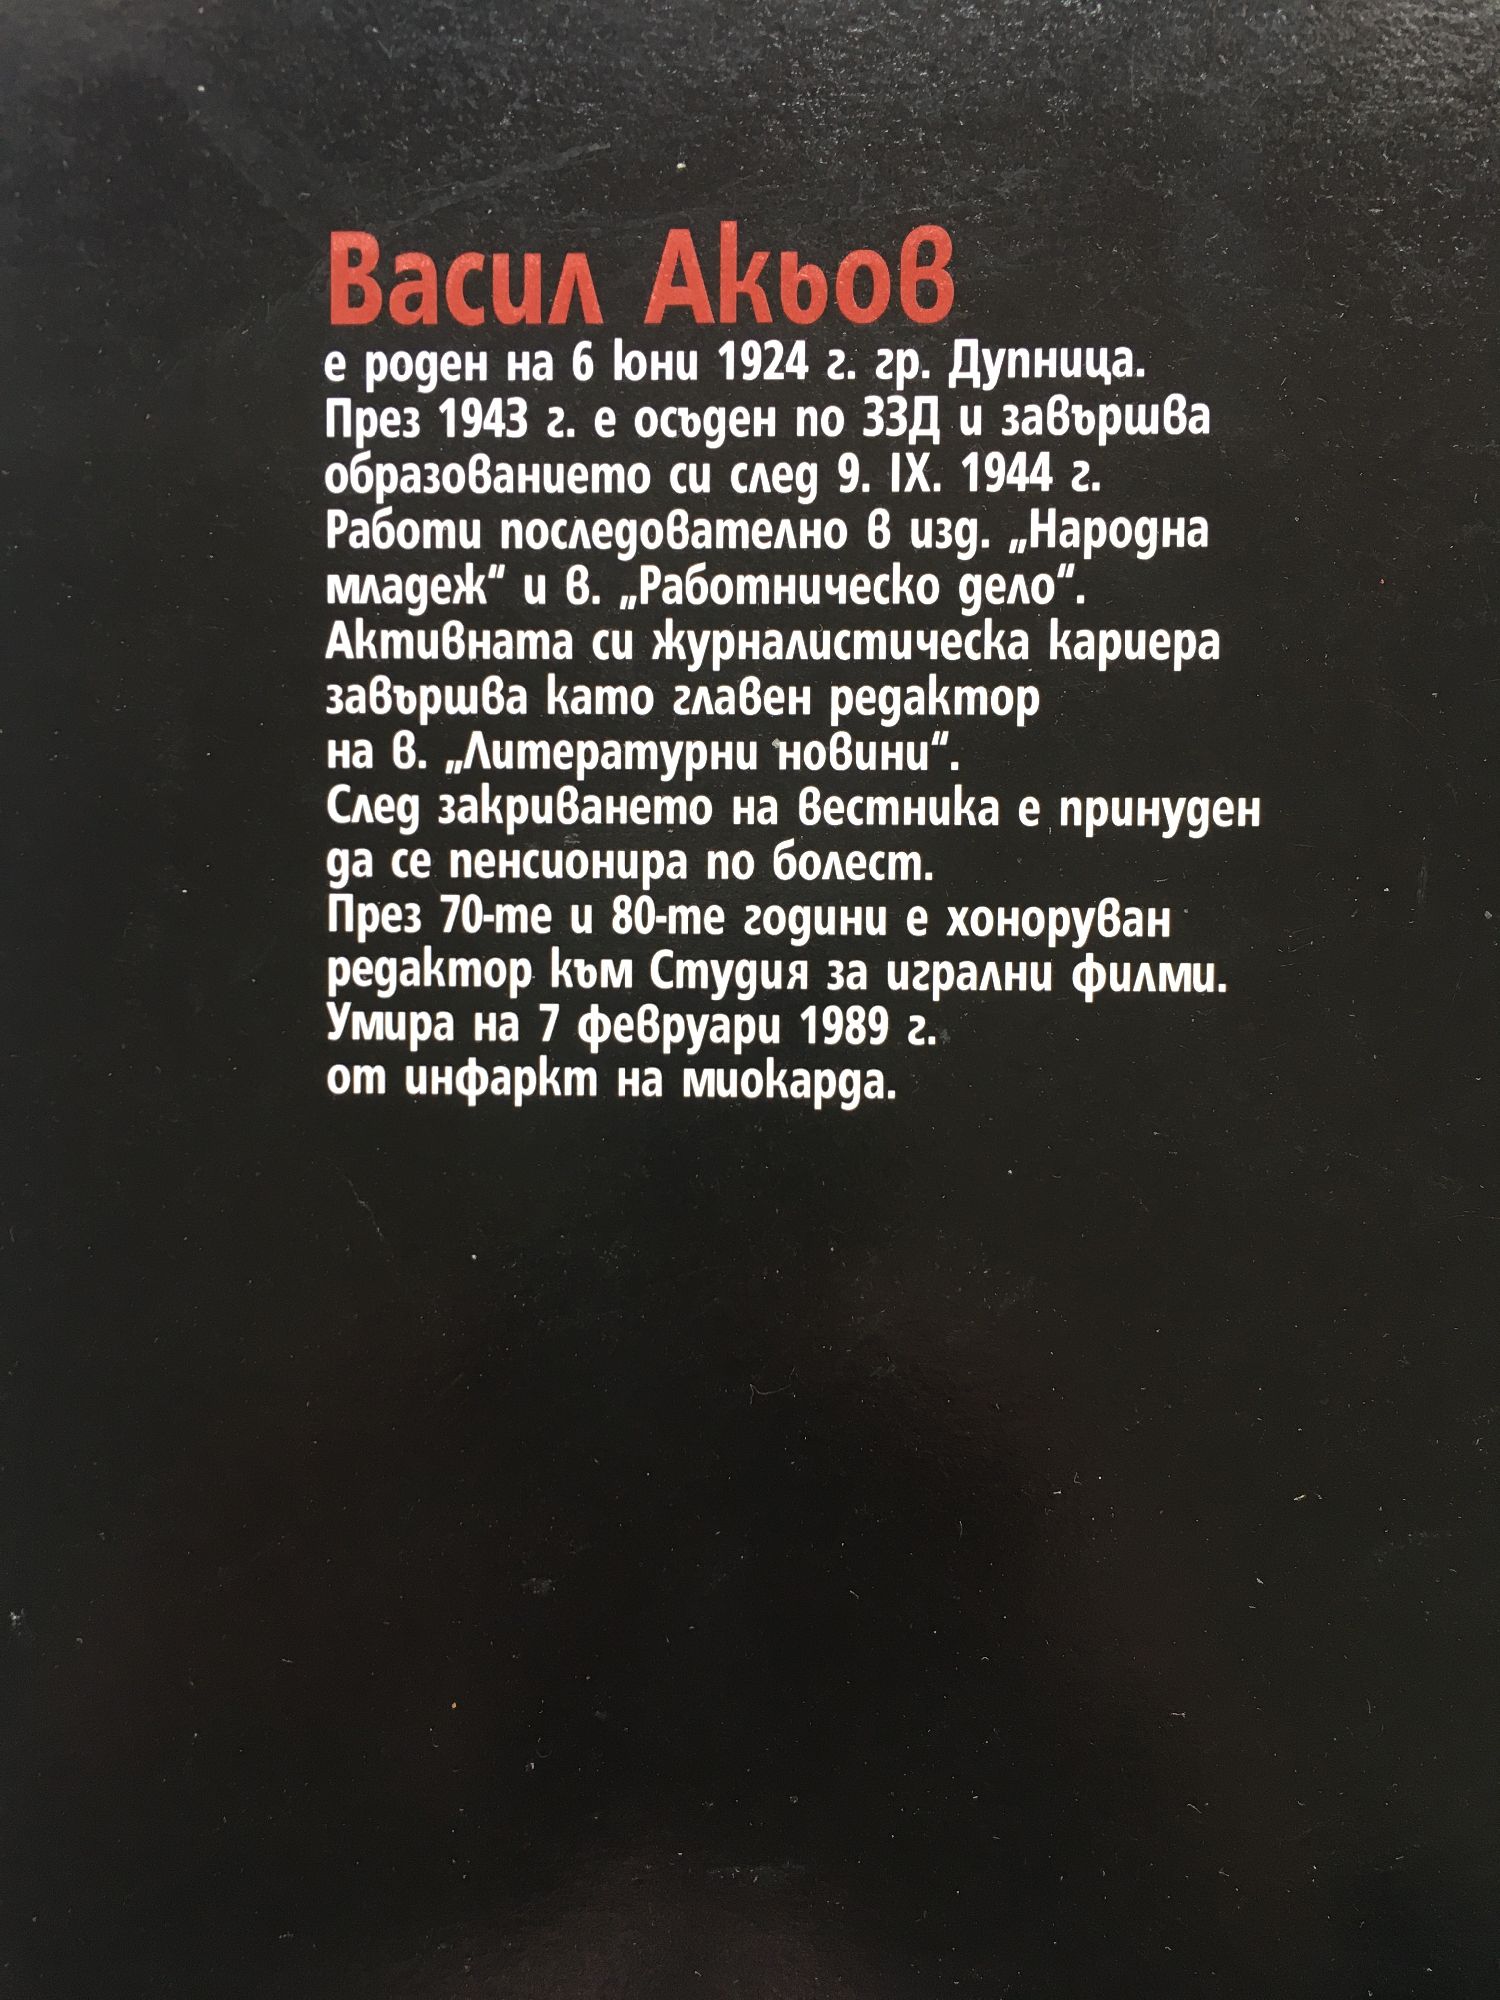 Васил Акьов
е роден на 6 юни 1924 г. гр. Дупница.
През 1943 г. е осъден по ЗЗД и завършва
образованието си след 9. IX. 1944 г.
Работи последователно в изд. „Народна
младеж“ и в. „Работническо дело“.
Активната си журналистическа кариера
завършва като главен редактор
на в. „Литературни новини“.
След закриването на вестника е принуден
да се пенсионира по болест.
През 70-те и 80-те години е хоноруван
редактор към Студия за игрални филми.
Умира на 7 февруари 1989 г.
от инфаркт на миокарда.